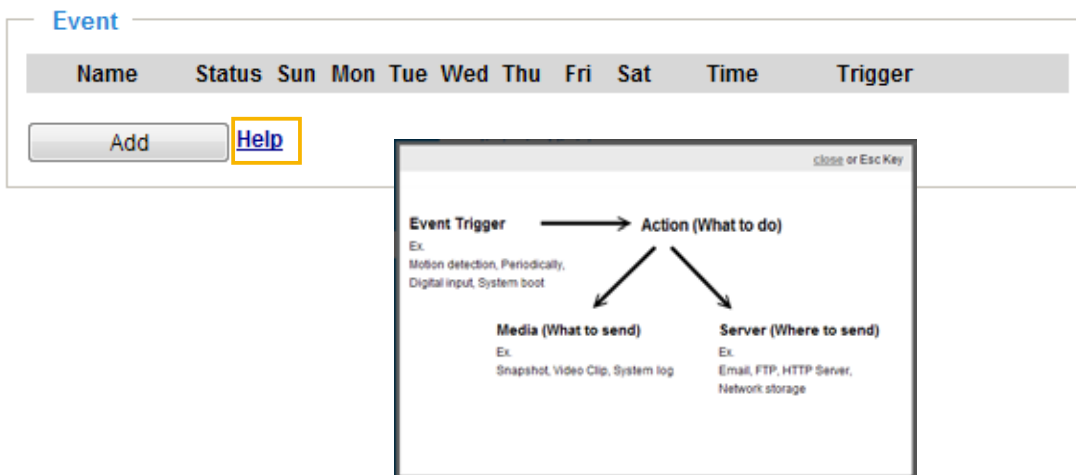 Event
Name Status Sun Mon Tue Wed Thu Fri Sat Time Trigger
Add Help
close or Esc Key
Event Trigger Action (What to do)
Ex.
Motion detection, Periodically,
Digital input, System boot
Media (What to send) Server (Where to send)
Ex. Ex.
Snapshot, Video Clip, System log Email, FTP, HTTP Server,
Network storage